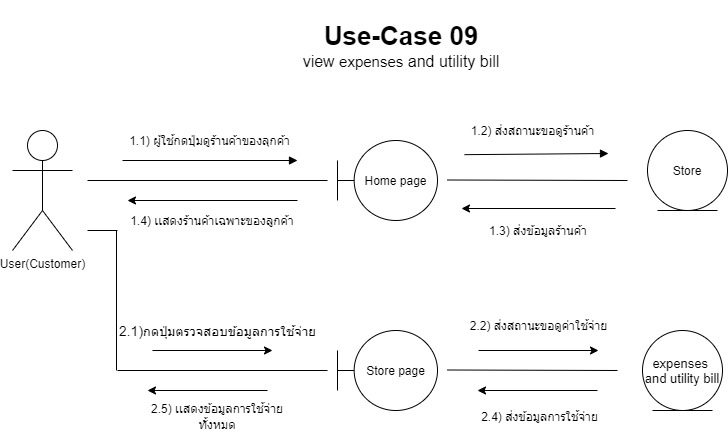 Use-Case 09
view expenses and utility bill
1.1) ผู้ใช้กดปุ่มดูร้านค้าของลุกค้า
1.2) ส่งสถานะขอดูร้านค้า
Home page
Store
1.4) แสดงร้านค้าเฉพาะของลูกค้า
1.3) ส่งข้อมูลร้านค้า
User(Customer)
2.1)กดปุ่มตรวจสอบข้อมูลการใช้จ่าย
2.2) ส่งสถานะขอดูค่าใช้จ่าย
Store page
expenses
and utility bill
2.5) แสดงข้อมูลการใช้จ่าย
ทั้งหมด
2.4) ส่งข้อมูลการใช้จ่าย